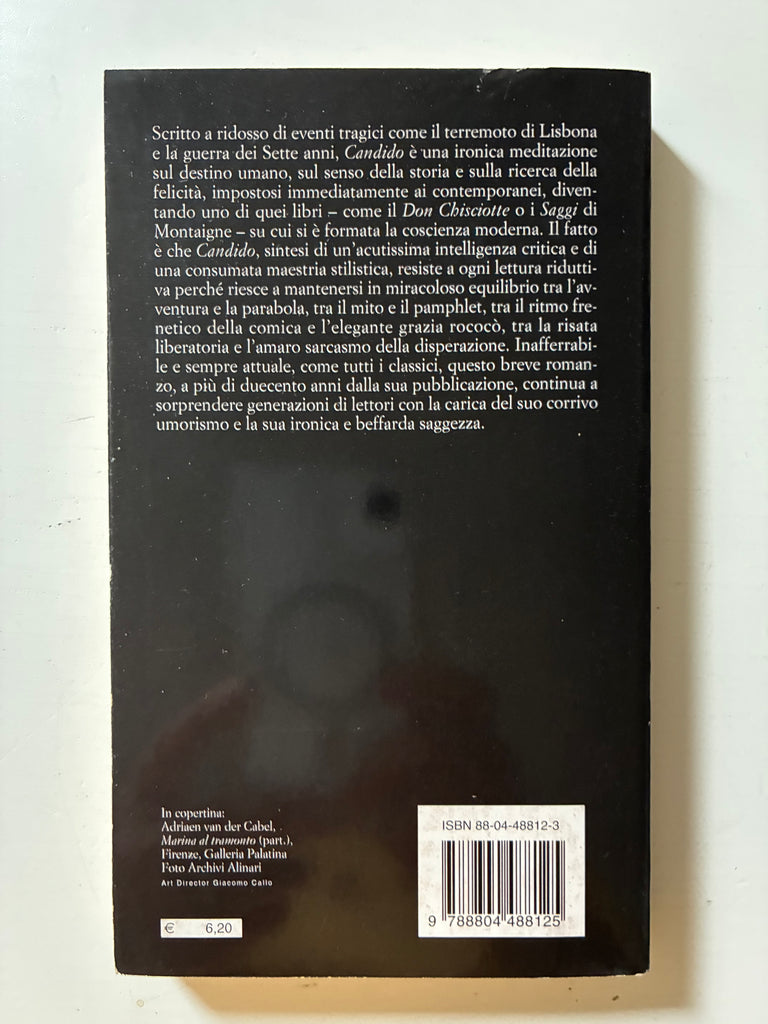 Scritto a ridosso di eventi tragici come il terremoto di Lisbona
e la guerra dei Sette anni, Candido è una ironica meditazione
sul destino umano, sul senso della storia e sulla ricerca della
felicità, impostosi immediatamente ai contemporanei, diven-
tando uno di quei libri – come il Don Chisciotte o i Saggi di
Montaigne – su cui si è formata la coscienza moderna. Il fatto
è che Candido, sintesi di un'acutissima intelligenza critica e di
una consumata maestria stilistica, resiste a ogni lettura ridutti-
va perché riesce a mantenersi in miracoloso equilibrio tra l'av-
ventura e la parabola, tra il mito e il pamphlet, tra il ritmo fre-
netico della comica e l'elegante grazia rococò, tra la risata
liberatoria e l'amaro sarcasmo della disperazione. Inafferrabi-
le e sempre attuale, come tutti i classici, questo breve roman-
zo, a più di duecento anni dalla sua pubblicazione, continua a
sorprendere generazioni di lettori con la carica del suo corrivo
umorismo e la sua ironica e beffarda saggezza.
In copertina:
Adriaen van der Cabel,
Marina al tramonto (part.),
Firenze, Galleria Palatina
Foto Archivi Alinari
Art Director Giacomo Callo
€ 6,20
ISBN 88-04-48812-3
9 788804 488125